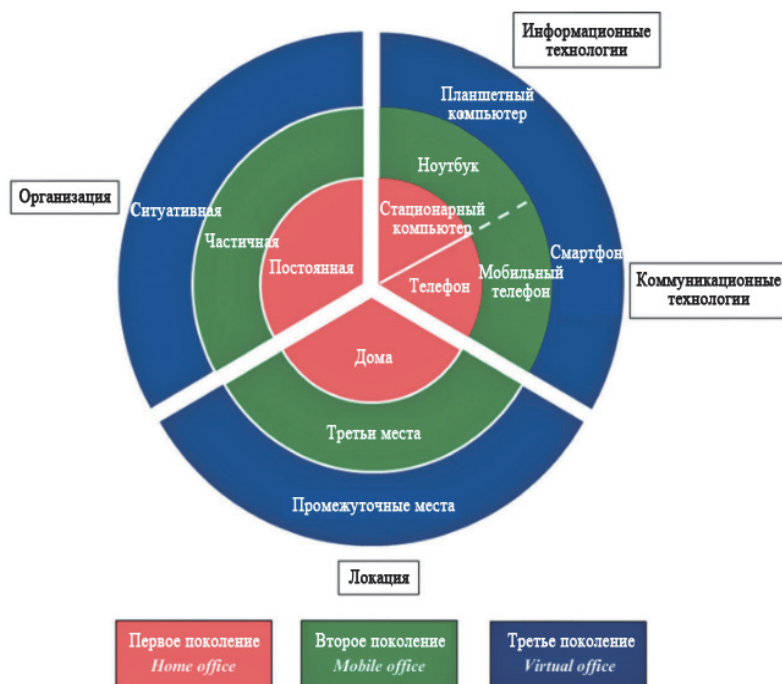 Информационные
технологии
Планшетный
компьютер
Ноутбук
Организация
Ситуативная
Частичная
Постоянная
Стационарный
компьютер
Телефон
Мобильный
телефон
Смартфон
Коммуникационные
технологии
Дома
Третьи места
Промежуточные места
Локация
Первое поколение
Home office
Второе поколение
Mobile office
Третье поколение
Virtual office